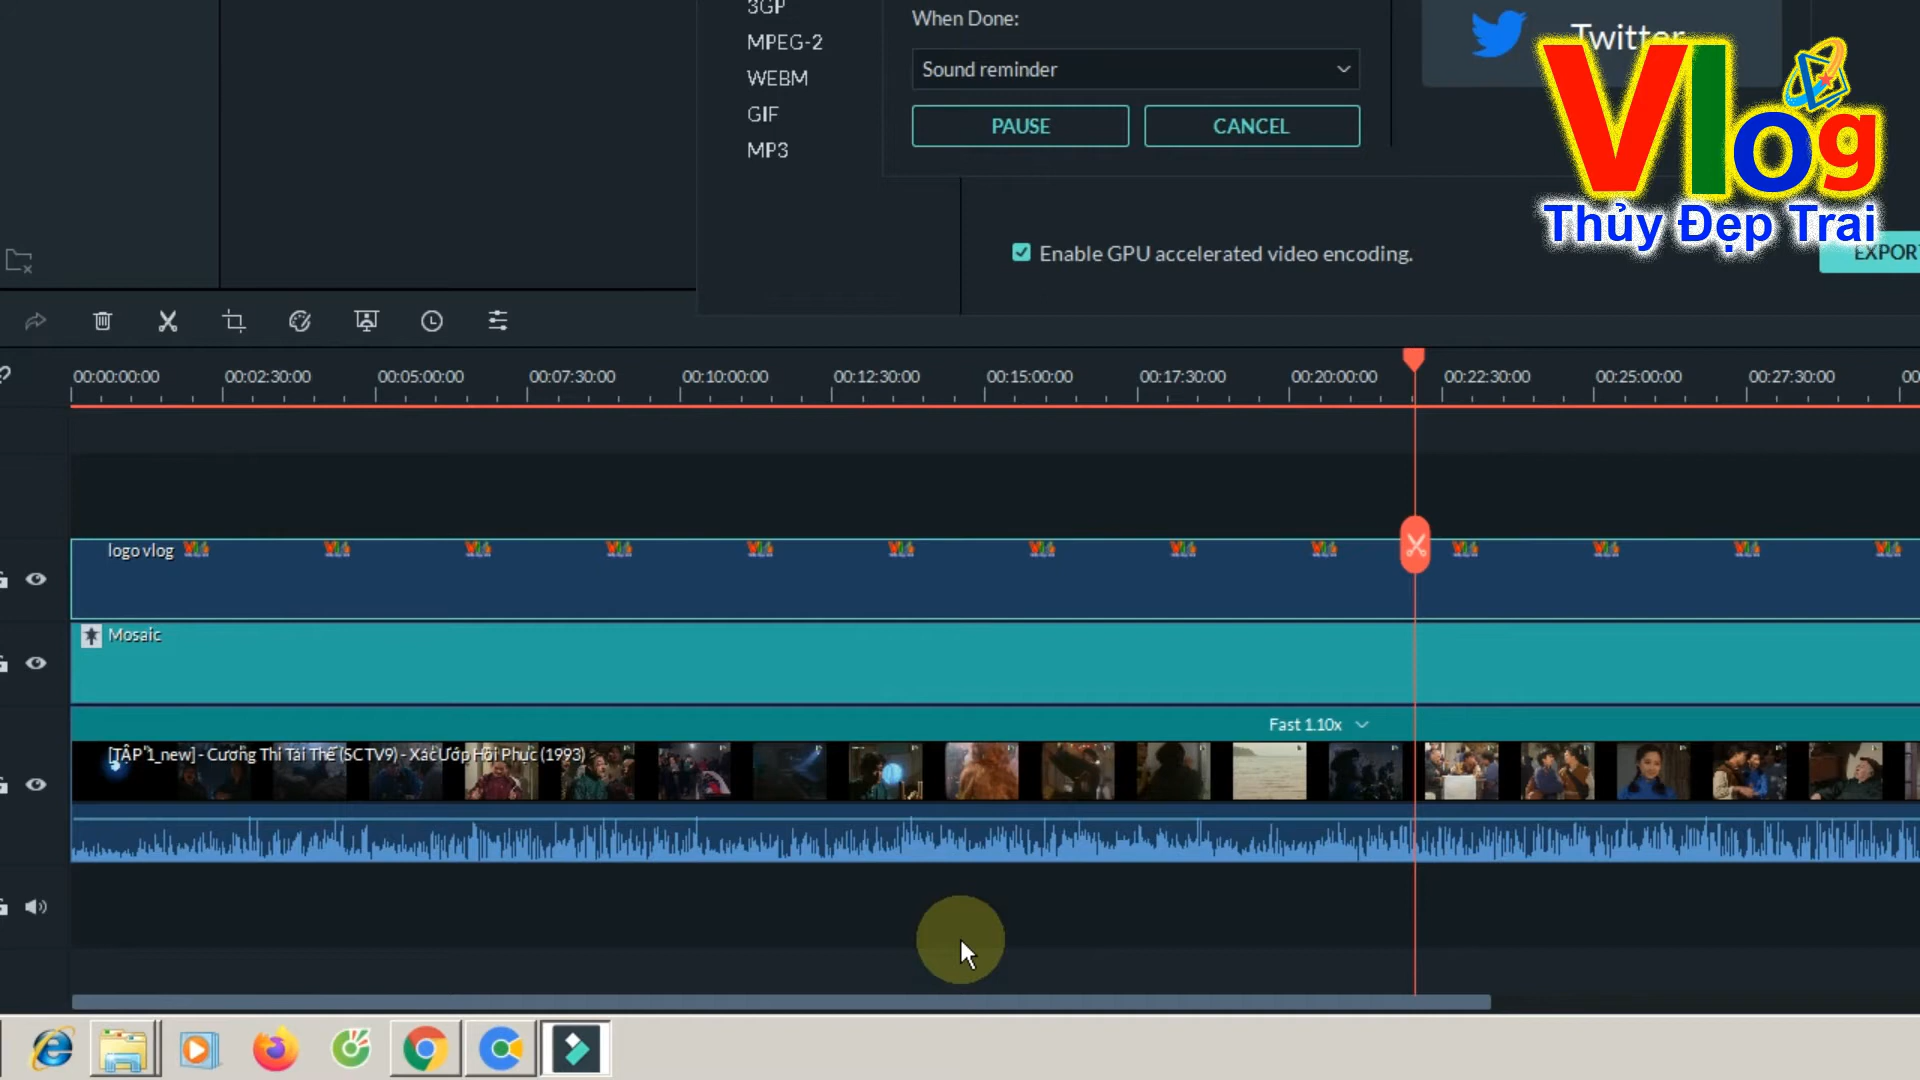 3GP
MPEG-2
WEBM
GIF
MP3
When Done:
Sound reminder
PAUSE
CANCEL
Twitter
Vlog
Thủy Đẹp Trai
Enable GPU accelerated video encoding.
EXPORT
00:00:00:00
00:02:30:00
00:05:00:00
00:07:30:00
00:10:00:00
00:12:30:00
00:15:00:00
00:17:30:00
00:20:00:00
00:22:30:00
00:25:00:00
00:27:30:00
00
logo vlog
Mosaic
Fast 1.10x
[TẬP 1_new] - Cương Thi Tái Thế (SCTV9) - Xác Ướp Hồi Phục (1993)